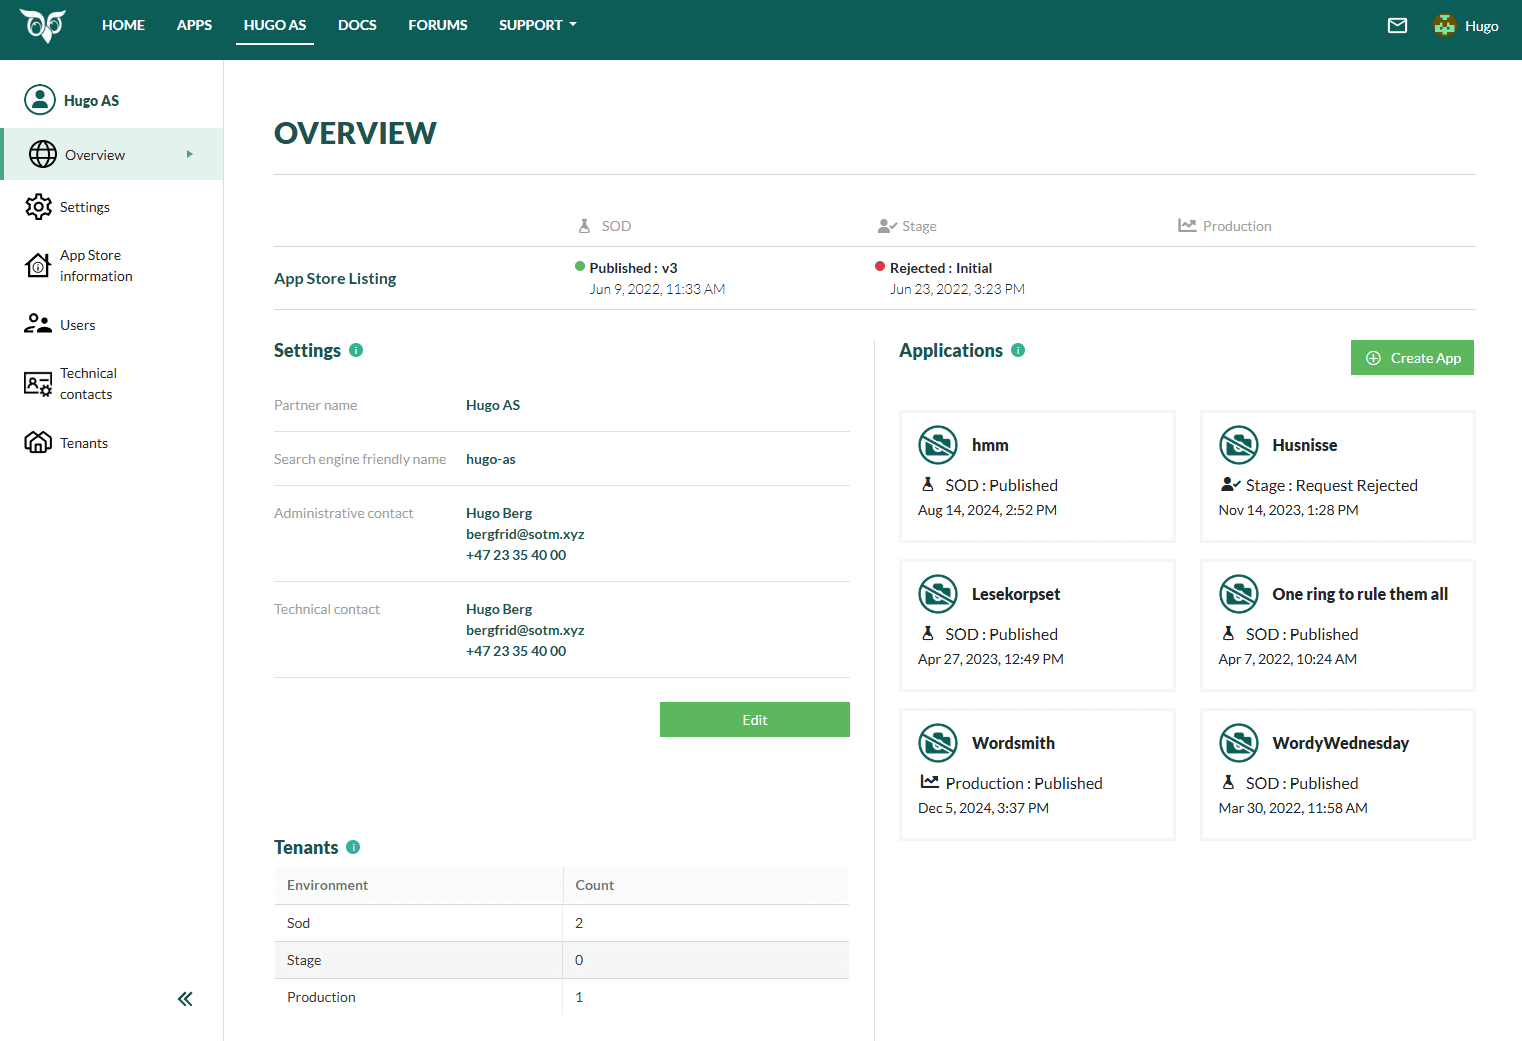 HOME APPS HUGO AS DOCS FORUMS SUPPORT Hugo
Hugo AS
Overview
Settings
App Store
information
Users
Technical
contacts
Tenants
OVERVIEW
SOD Stage Production
App Store Listing
Published : v3
Jun 9, 2022, 11:33 AM
Rejected : Initial
Jun 23, 2022, 3:23 PM
Settings
Partner name Hugo AS
Search engine friendly name hugo-as
Administrative contact Hugo Berg
bergfrid@sotm.xyz
+47 23 35 40 00
Technical contact Hugo Berg
bergfrid@sotm.xyz
+47 23 35 40 00
Edit
Tenants
Environment Count
Sod 2
Stage 0
Production 1
Applications
Create App
hmm
SOD : Published
Aug 14, 2024, 2:52 PM
Husnisse
Stage : Request Rejected
Nov 14, 2023, 1:28 PM
Lesekorpset
SOD : Published
Apr 27, 2023, 12:49 PM
One ring to rule them all
SOD : Published
Apr 7, 2022, 10:24 AM
Wordsmith
Production : Published
Dec 5, 2024, 3:37 PM
WordyWednesday
SOD : Published
Mar 30, 2022, 11:58 AM